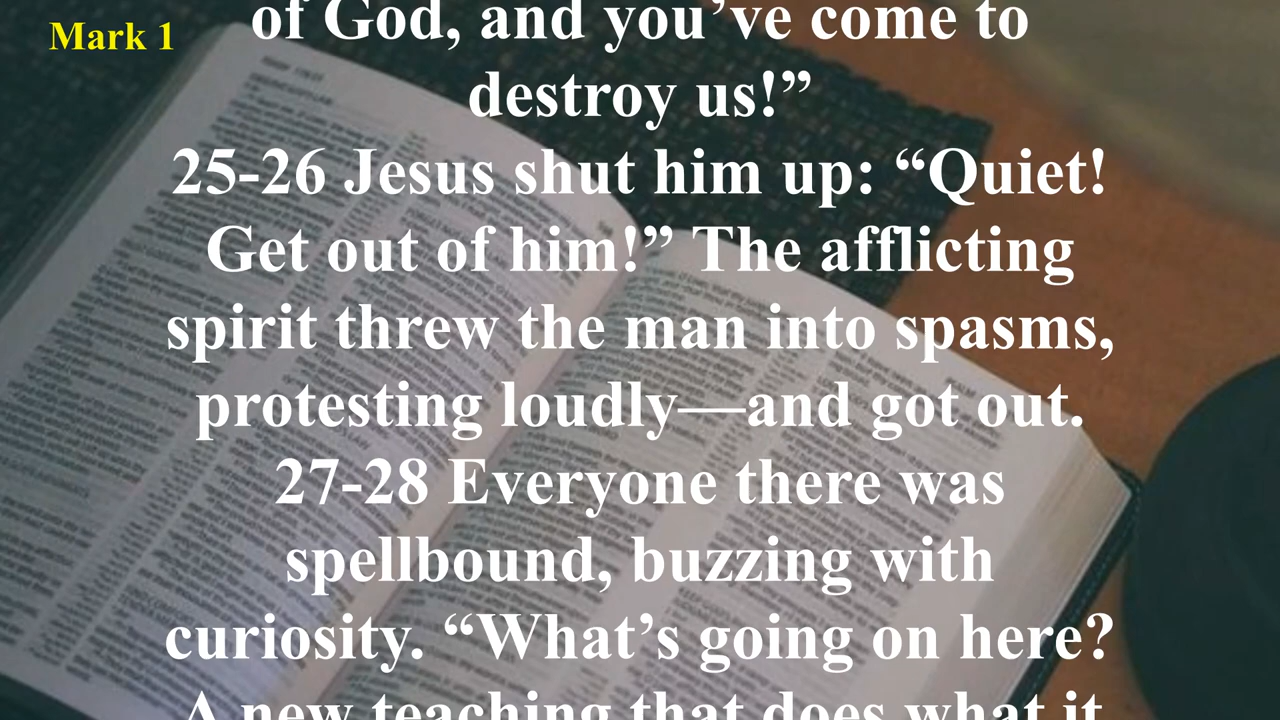 Mark 1
of God, and you’ve come to
destroy us!”
25-26 Jesus shut him up: “Quiet!
Get out of him!” The afflicting
spirit threw the man into spasms,
protesting loudly—and got out.
27-28 Everyone there was
spellbound, buzzing with
curiosity. “What’s going on here?
A new teaching that does what it